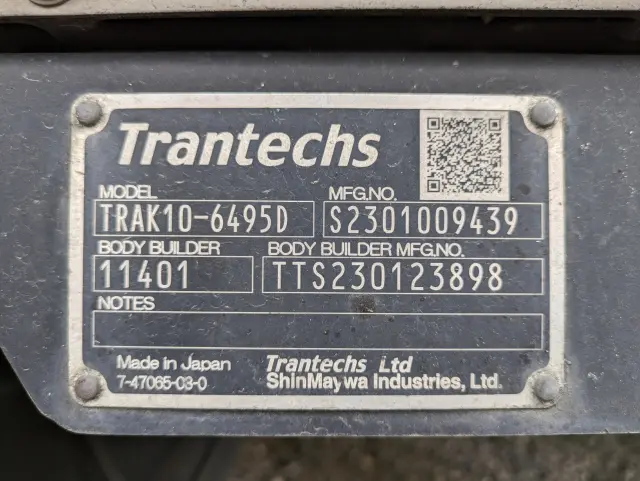 Trantechs
MODEL MFG.NO.
TRAK10-6495D S2301009439
BODY BUILDER BODY BUILDER MFG.NO.
11401 TTS230123898
NOTES
Made in Japan Trantechs Ltd
7-47065-03-0 ShinMaywa Industries, Ltd.